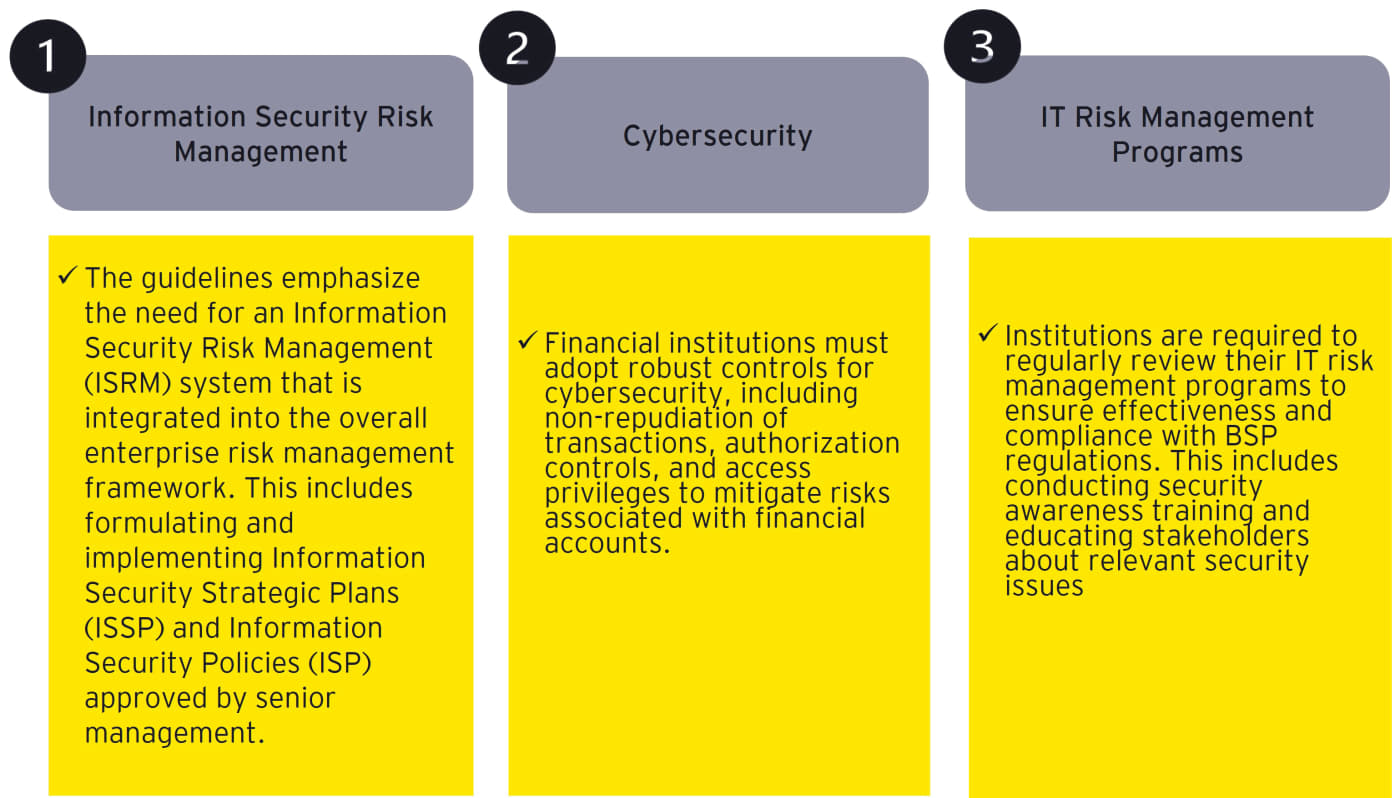 1
Information Security Risk
Management
✓ The guidelines emphasize
the need for an Information
Security Risk Management
(ISRM) system that is
integrated into the overall
enterprise risk management
framework. This includes
formulating and
implementing Information
Security Strategic Plans
(ISSP) and Information
Security Policies (ISP)
approved by senior
management.
2
Cybersecurity
✓ Financial institutions must
adopt robust controls for
cybersecurity, including
non-repudiation of
transactions, authorization
controls, and access
privileges to mitigate risks
associated with financial
accounts.
3
IT Risk Management
Programs
✓ Institutions are required to
regularly review their IT risk
management programs to
ensure effectiveness and
compliance with BSP
regulations. This includes
conducting security
awareness training and
educating stakeholders
about relevant security
issues